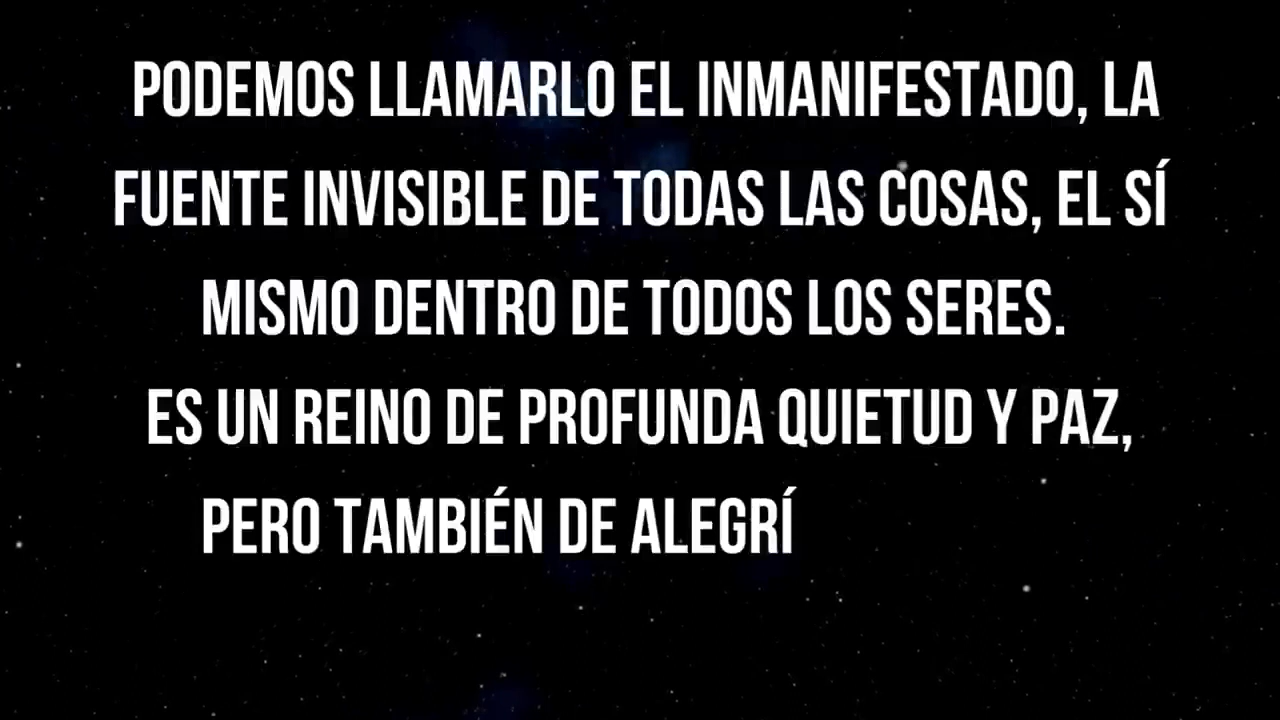 PODEMOS LLAMARLO EL INMANIFESTADO, LA
FUENTE INVISIBLE DE TODAS LAS COSAS, EL SÍ
MISMO DENTRO DE TODOS LOS SERES.
ES UN REINO DE PROFUNDA QUIETUD Y PAZ,
PERO TAMBIÉN DE ALEGRÍ